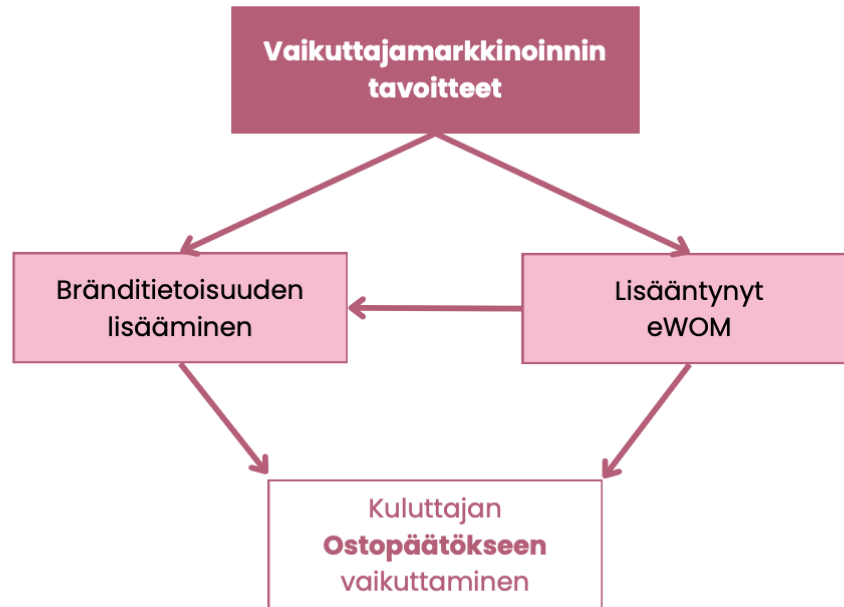 Vaikuttajamarkkinoinnin
tavoitteet
Bränditietoisuuden
lisääminen
Lisääntynyt
eWOM
Kuluttajan
Ostopäätökseen
vaikuttaminen